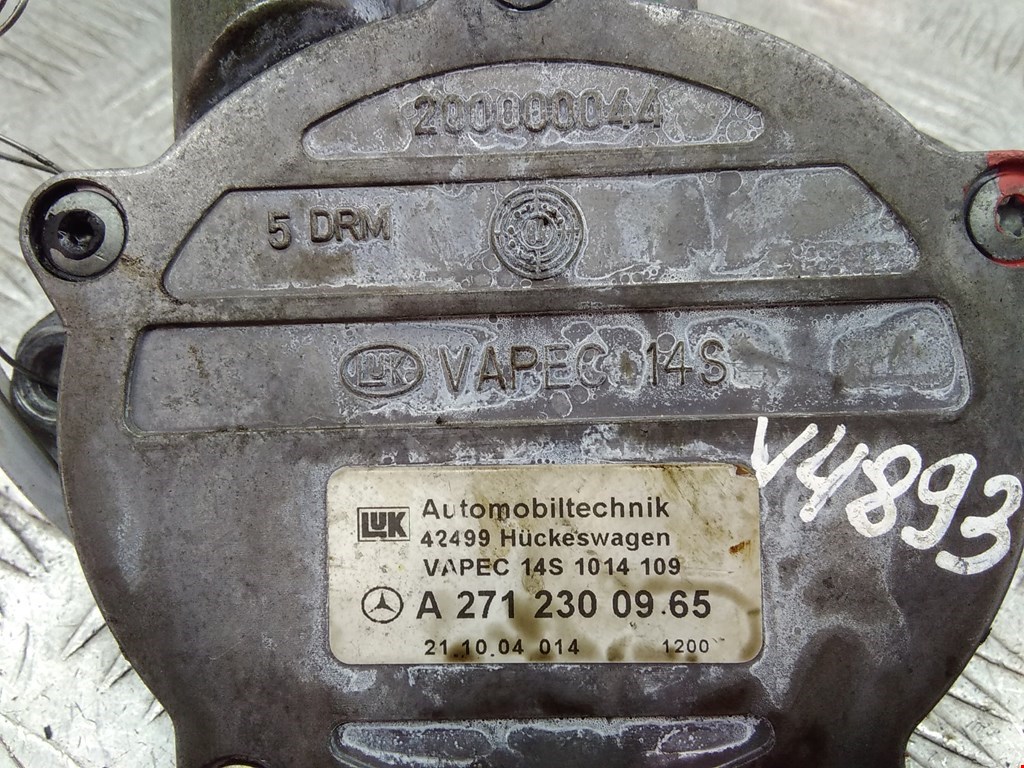 200000044
5 DRM
LUK VAPEC 14S
V4893
LUK Automobiltechnik
42499 Hückeswagen
VAPEC 14S 1014 109
A 271 230 09.65
21.10.04 014 1200